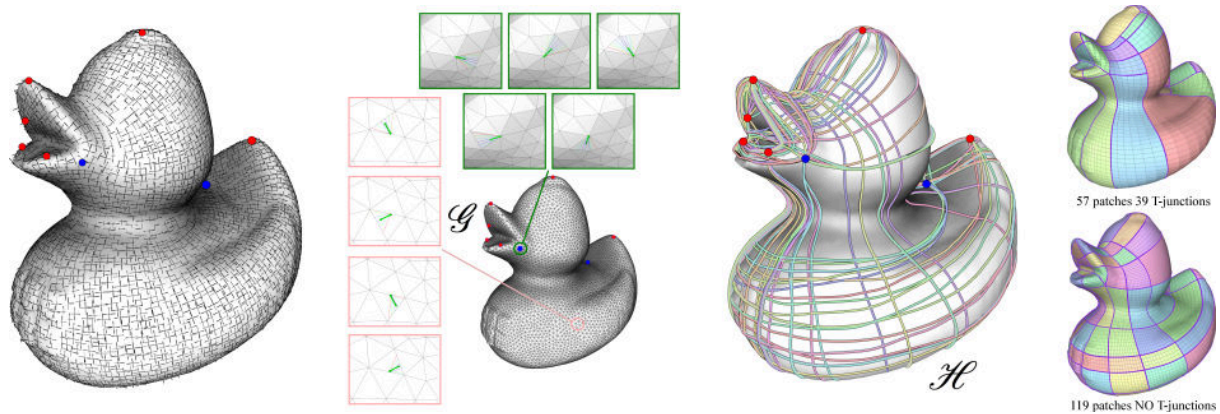 𝒢
ℋ
57 patches 39 T-junctions
119 patches NO T-junctions